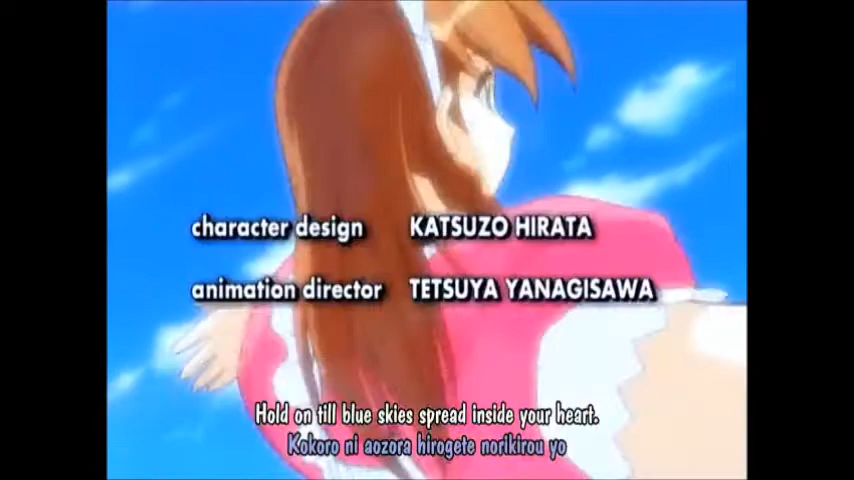 character design KATSUZO HIRATA
animation director TETSUYA YANAGISAWA
Hold on till blue skies spread inside your heart.
Kokoro ni aozora hirogete norikirou yo